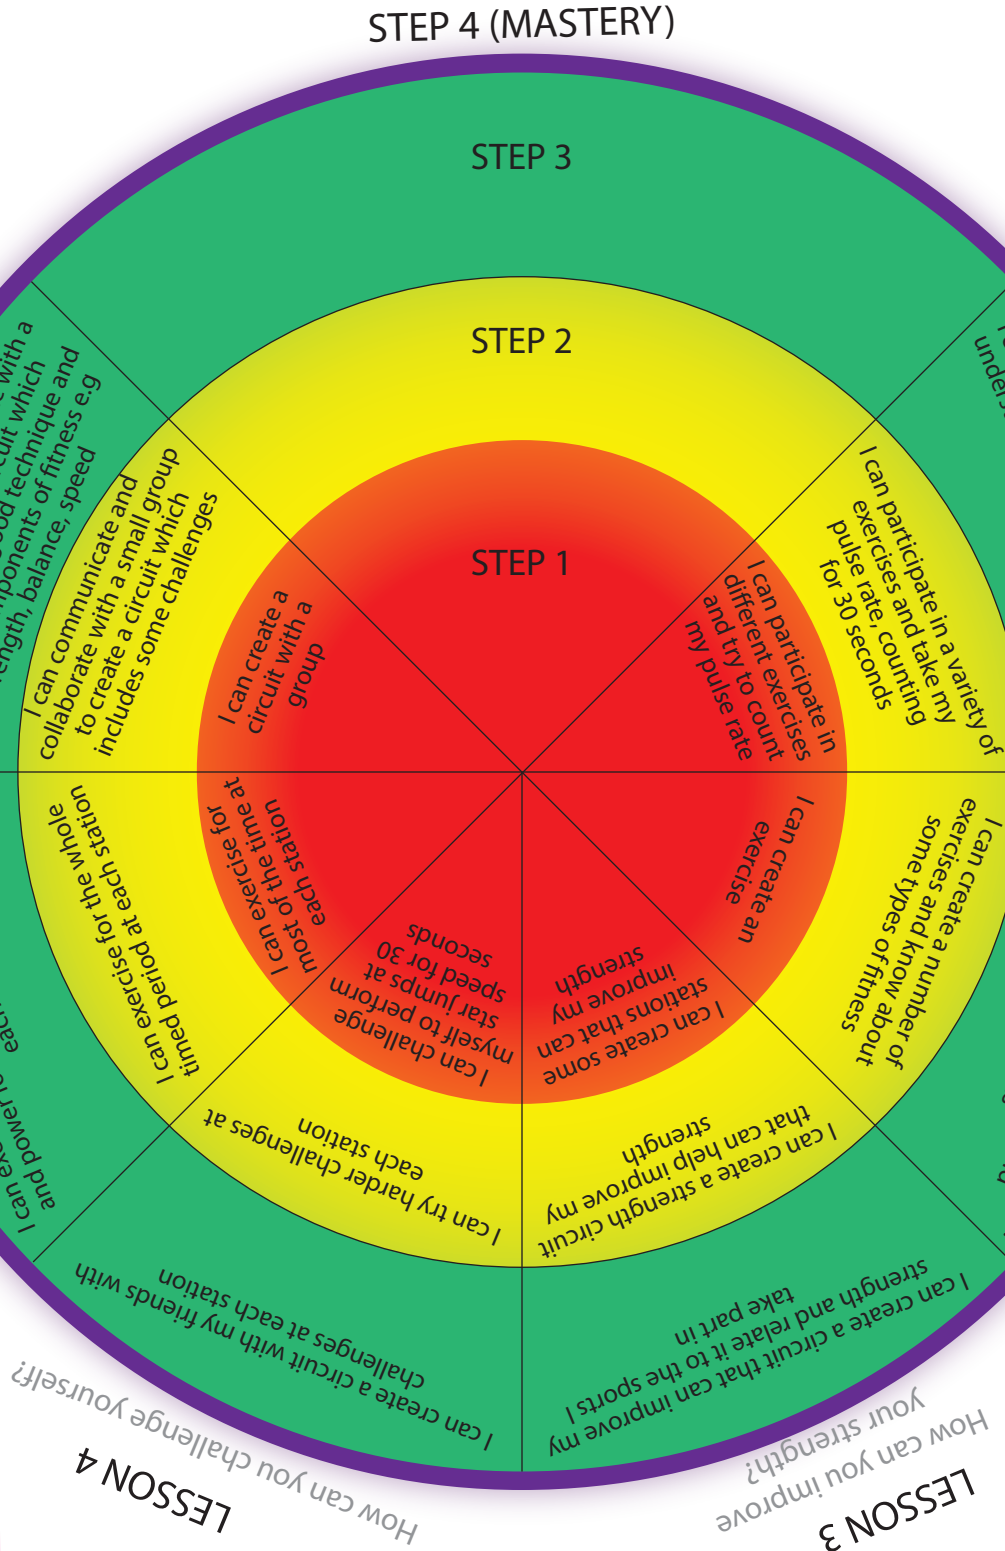 STEP 4 (MASTERY)
STEP 3
STEP 2
STEP 1
I can participate in
different exercises
and try to count
my pulse rate
I can participate in a variety of
exercises and take my
pulse rate, counting
for 30 seconds
I can create an
exercise
I can create a number of
exercises and know about
some types of fitness
I can create some
stations that can
improve my
strength
I can create a strength circuit
that can help improve my
strength
I can create a circuit that can improve my
strength and relate it to the sports I
take part in
How can you improve
your strength?
LESSON 3
I can challenge
myself to perform
star jumps at
speed for 30
seconds
I can try harder challenges at
each station
I can create a circuit with my friends with
challenges at each station
How can you challenge yourself?
LESSON 4
I can exercise for
most of the time at
each station
I can exercise for the whole
timed period at each station
I can
and power
each
I can create a
circuit with a
group
I can communicate and
collaborate with a small group
to create a circuit which
includes some challenges
with a
which
technique and
of fitness e.g
balance, speed